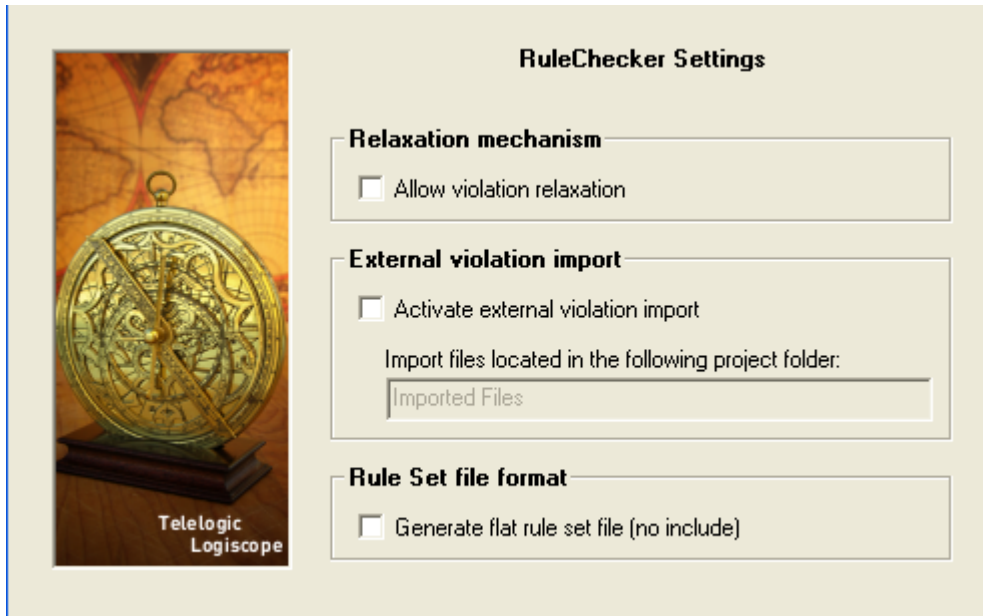 RuleChecker Settings
Relaxation mechanism
Allow violation relaxation
External violation import
Activate external violation import
Import files located in the following project folder:
Imported Files
Rule Set file format
Generate flat rule set file (no include)
Telelogic
Logiscope